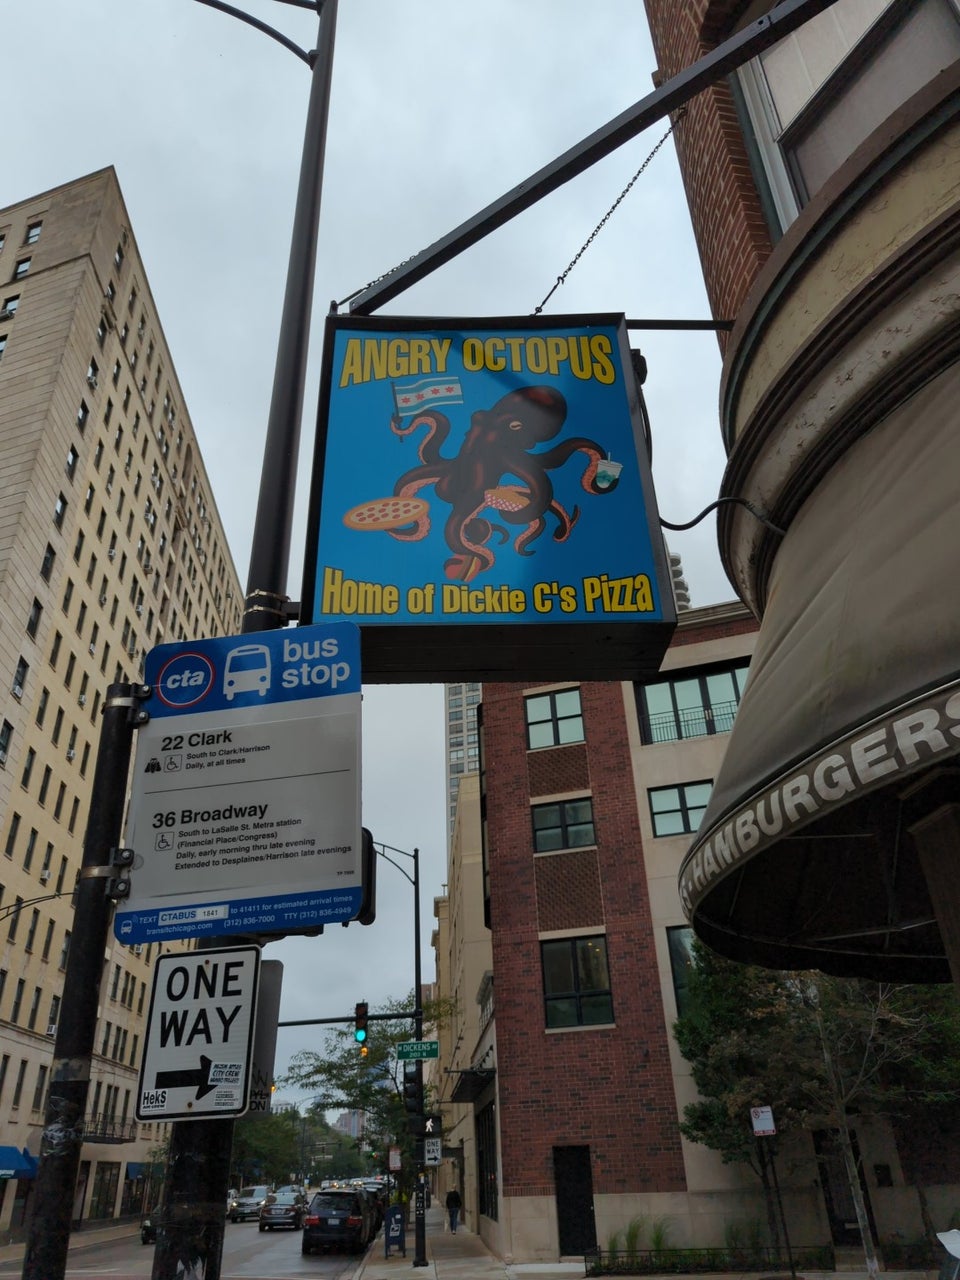 ANGRY OCTOPUS
Home of Dickie C's Pizza
cta
bus
stop
22 Clark
South to Clark/Harrison
Daily, at all times
36 Broadway
South to LaSalle St. Metra station
(Financial Place/Congress)
Daily, early morning thru late evening
Extended to Desplaines/Harrison late evenings
TEXT CTABUS 1841 to 41411 for estimated arrival times
transitchicago.com (312) 836-7000 TTY (312) 836-4949
HAMBURGERS
ONE
WAY
HekS
CITY CREW
DICKENS
ONE
WAY